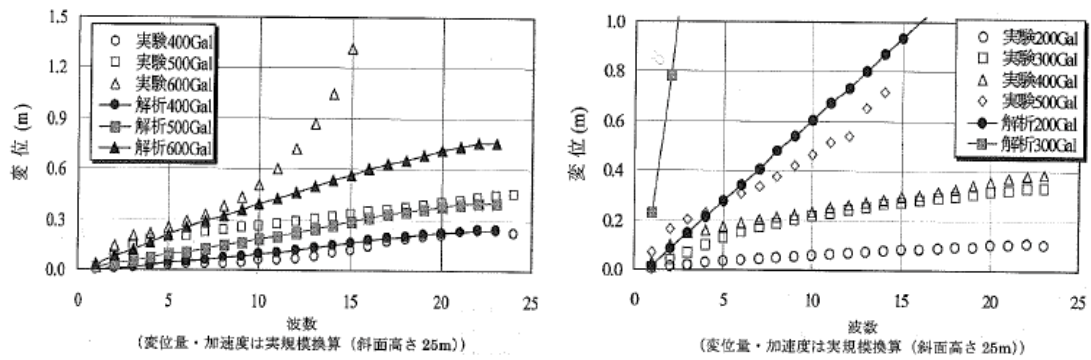 1.5
1.2
0.9
0.6
0.3
0.0
変 位 (m)
実験400Gal
実験500Gal
実験600Gal
解析400Gal
解析500Gal
解析600Gal
0
5
10
15
20
25
波数
(変位量・加速度は実規模換算(斜面高さ 25m))
1.0
0.8
0.6
0.4
0.2
0.0
変 位 (m)
実験200Gal
実験300Gal
実験400Gal
実験500Gal
解析200Gal
解析300Gal
0
5
10
15
20
25
波数
(変位量・加速度は実規模換算(斜面高さ 25m))